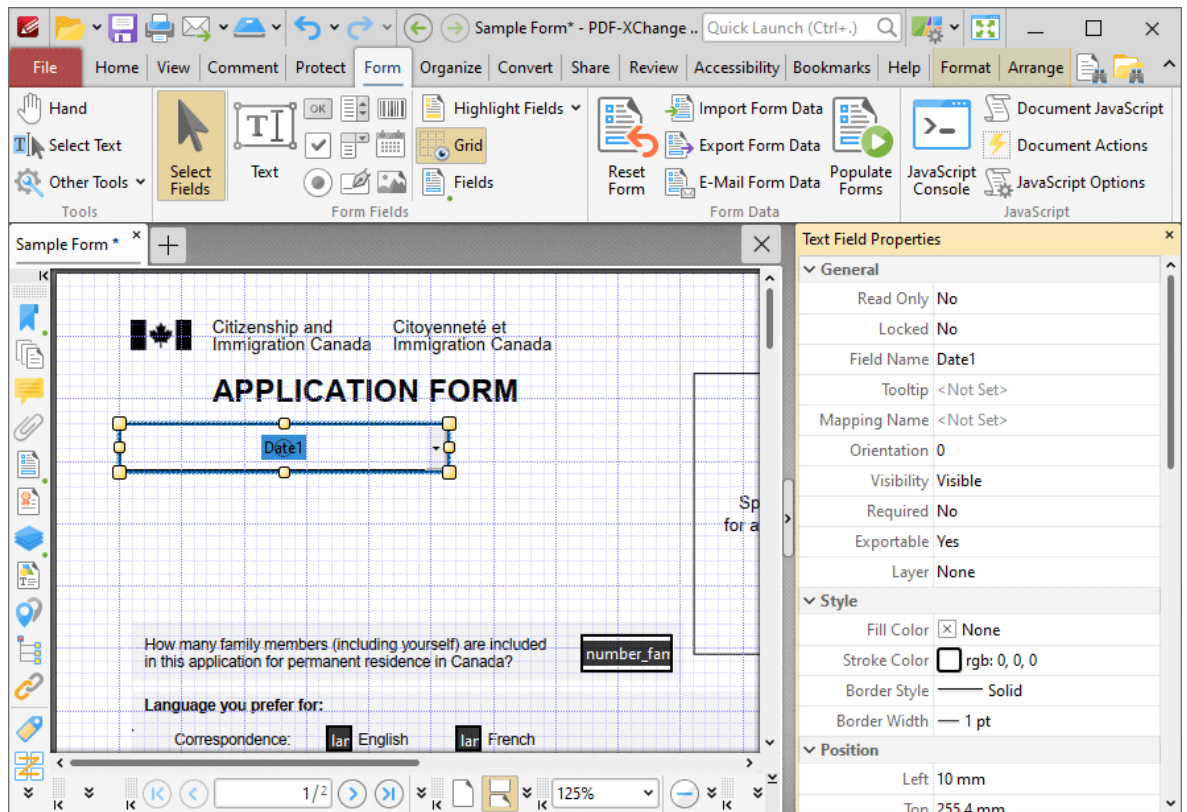 Sample Form* - PDF-XChange ..
Quick Launch (Ctrl+.)
File Home View Comment Protect Form Organize Convert Share Review Accessibility Bookmarks Help Format Arrange
Hand
Select Text
Other Tools
Tools
Select Fields
Text
OK
Highlight Fields
Grid
Fields
Form Fields
Reset Form
Import Form Data
Export Form Data
E-Mail Form Data
Populate Forms
Form Data
JavaScript Console
Document JavaScript
Document Actions
JavaScript Options
JavaScript
Sample Form *
Citizenship and
Immigration Canada
Citoyenneté et
Immigration Canada
APPLICATION FORM
Date1
Sp
for a
How many family members (including yourself) are included
in this application for permanent residence in Canada?
number_fam
Language you prefer for:
Correspondence: lar English lar French
1/2
125%
Text Field Properties
General
Read Only No
Locked No
Field Name Date1
Tooltip <Not Set>
Mapping Name <Not Set>
Orientation 0
Visibility Visible
Required No
Exportable Yes
Layer None
Style
Fill Color None
Stroke Color rgb: 0, 0, 0
Border Style Solid
Border Width 1 pt
Position
Left 10 mm
Top 255.4 mm